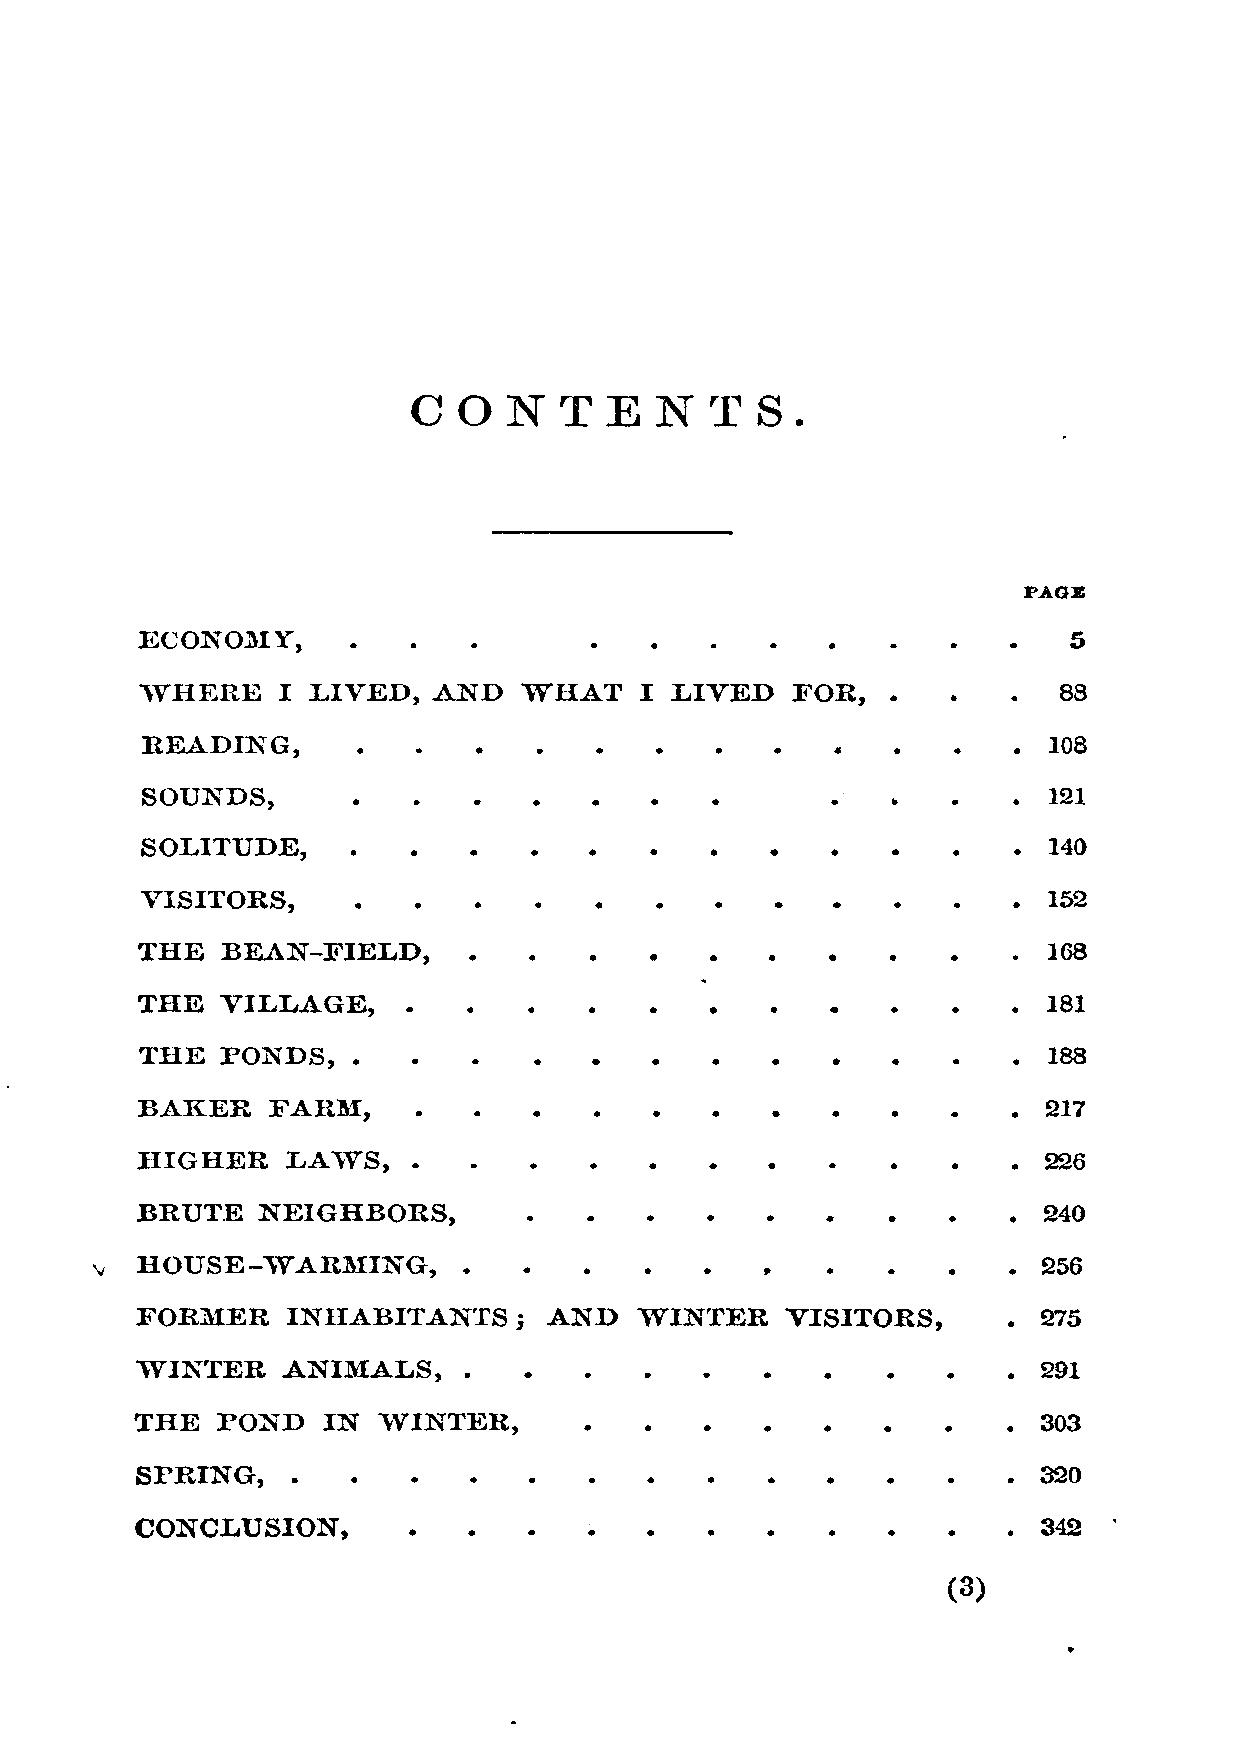 CONTENTS.
PAGE
ECONOMY, . . . . . . . . . . . 5
WHERE I LIVED, AND WHAT I LIVED FOR, . . . 88
READING, . . . . . . . . . . . . 108
SOUNDS, . . . . . . . . . . . 121
SOLITUDE, . . . . . . . . . . . . 140
VISITORS, . . . . . . . . . . . . 152
THE BEAN-FIELD, . . . . . . . . . . 168
THE VILLAGE, . . . . . . . . . . . 181
THE PONDS, . . . . . . . . . . . . 188
BAKER FARM, . . . . . . . . . . . 217
HIGHER LAWS, . . . . . . . . . . . 226
BRUTE NEIGHBORS, . . . . . . . . . 240
HOUSE-WARMING, . . . . . . . . . . 256
FORMER INHABITANTS; AND WINTER VISITORS, . 275
WINTER ANIMALS, . . . . . . . . . . 291
THE POND IN WINTER, . . . . . . . . 303
SPRING, . . . . . . . . . . . . . 320
CONCLUSION, . . . . . . . . . . . 342
(3)